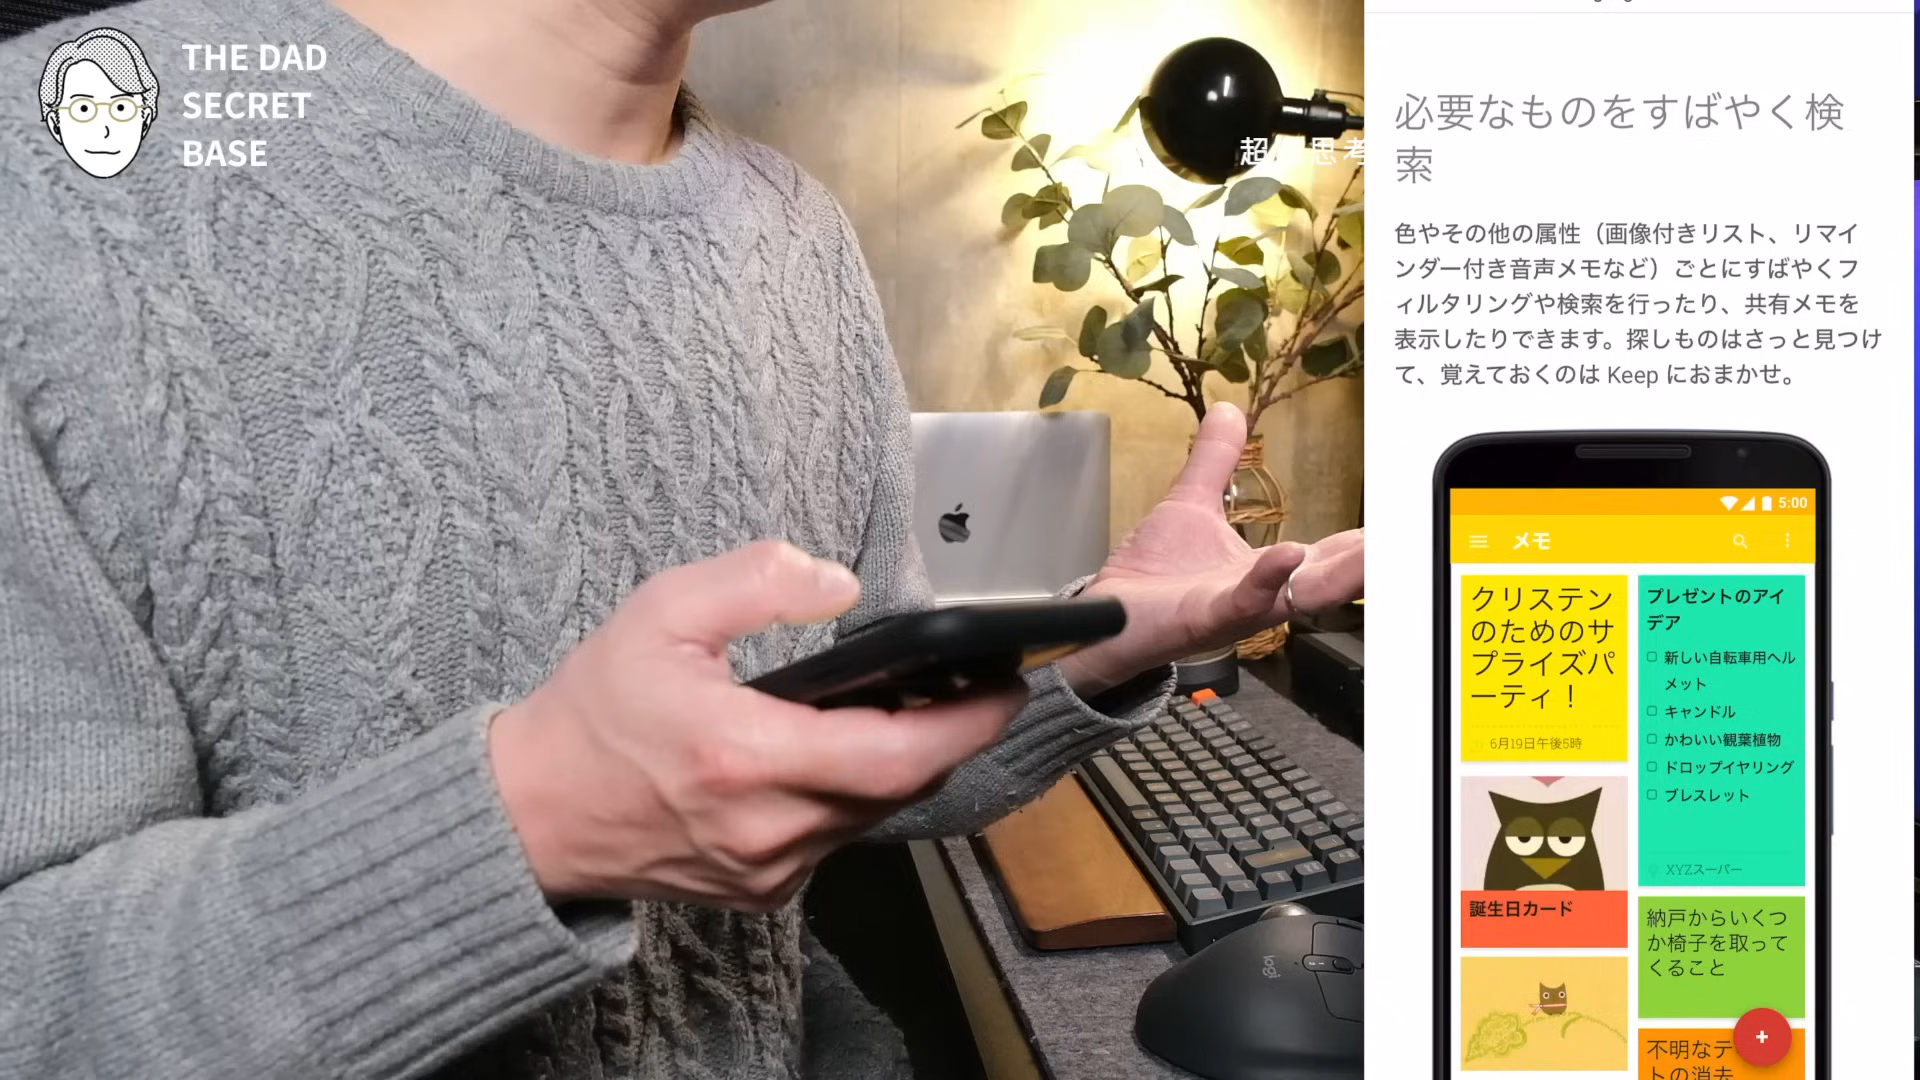 THE DAD
SECRET
BASE
必要なものをすばやく検
索
色やその他の属性（画像付きリスト、リマイ
ンダー付き音声メモなど）ごとにすばやくフ
ィルタリングや検索を行ったり、共有メモを
表示したりできます。探しものはさっと見つけ
て、覚えておくのは Keep におまかせ。
5:00
メモ
クリステン
のためのサ
プライズパ
ーティ！
6月19日午後5時
プレゼントのアイ
デア
新しい自転車用ヘル
メット
キャンドル
かわいい観葉植物
ドロップイヤリング
ブレスレット
XYZスーパー
誕生日カード
納戸からいくつ
か椅子を取って
くること
不明なテ
トの消去
logi